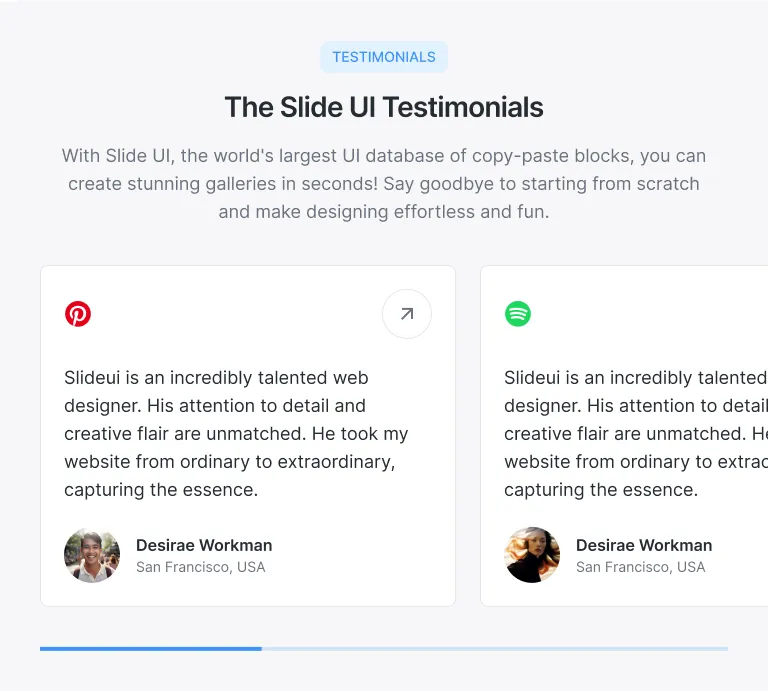 TESTIMONIALS
The Slide UI Testimonials
With Slide UI, the world's largest UI database of copy-paste blocks, you can
create stunning galleries in seconds! Say goodbye to starting from scratch
and make designing effortless and fun.
Slideui is an incredibly talented web
designer. His attention to detail and
creative flair are unmatched. He took my
website from ordinary to extraordinary,
capturing the essence.
Desirae Workman
San Francisco, USA
Slideui is an incredibly talented
designer. His attention to detail
creative flair are unmatched. He
website from ordinary to extrao
capturing the essence.
Desirae Workman
San Francisco, USA